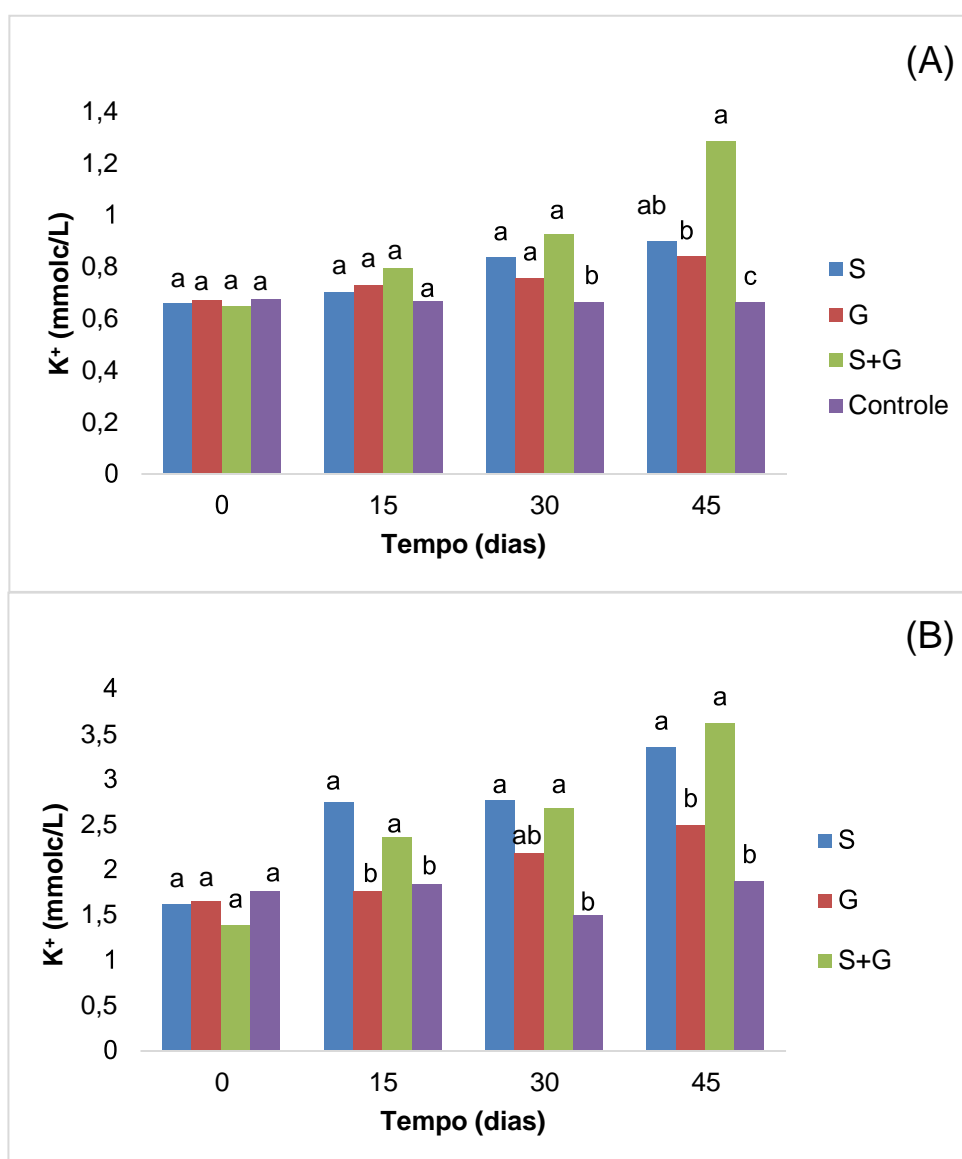 (A)
1,4
1,2
1
0,8
0,6
0,4
0,2
0
K⁺ (mmolc/L)
a a a a
a a a a
a a a b
ab b a c
0 15 30 45
Tempo (dias)
S
G
S+G
Controle
(B)
4
3,5
3
2,5
2
1,5
1
0,5
0
K⁺ (mmolc/L)
a a a a
a b a b
a ab a b
a b a b
0 15 30 45
Tempo (dias)
S
G
S+G